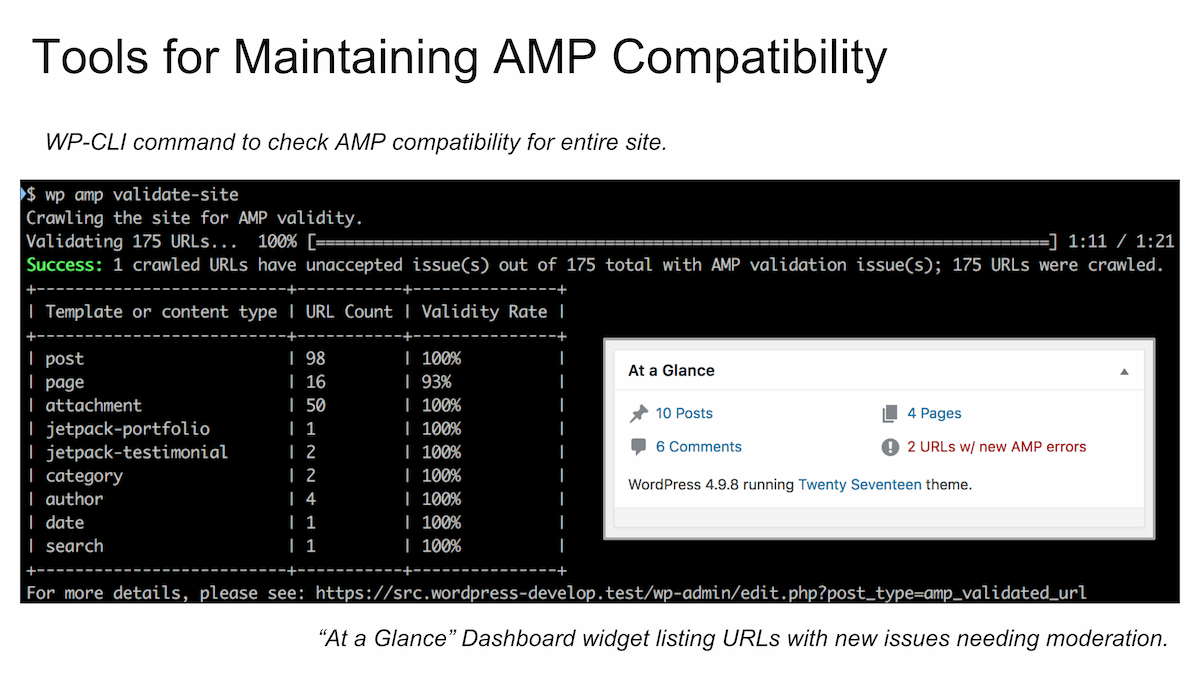 Tools for Maintaining AMP Compatibility
WP-CLI command to check AMP compatibility for entire site.
$ wp amp validate-site
Crawling the site for AMP validity.
Validating 175 URLs...  100% [============================================================================] 1:11 / 1:21
Success: 1 crawled URLs have unaccepted issue(s) out of 175 total with AMP validation issue(s); 175 URLs were crawled.
+--------------------------+-----------+---------------+
| Template or content type | URL Count | Validity Rate |
+--------------------------+-----------+---------------+
| post                     | 98        | 100%          |
| page                     | 16        | 93%           |
| attachment               | 50        | 100%          |
| jetpack-portfolio        | 1         | 100%          |
| jetpack-testimonial      | 2         | 100%          |
| category                 | 2         | 100%          |
| author                   | 4         | 100%          |
| date                     | 1         | 100%          |
| search                   | 1         | 100%          |
+--------------------------+-----------+---------------+
For more details, please see: https://src.wordpress-develop.test/wp-admin/edit.php?post_type=amp_validated_url
At a Glance
10 Posts
4 Pages
6 Comments
2 URLs w/ new AMP errors
WordPress 4.9.8 running Twenty Seventeen theme.
“At a Glance” Dashboard widget listing URLs with new issues needing moderation.